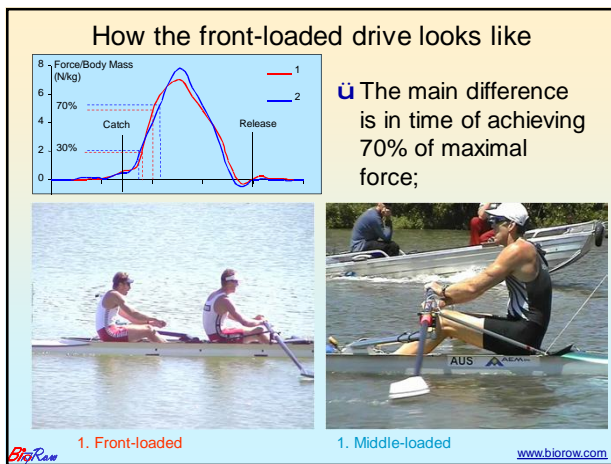 How the front-loaded drive looks like
Force/Body Mass
(N/kg)
8
6
4
2
0
70%
30%
Catch
Release
1
2
ü The main difference
is in time of achieving
70% of maximal
force;
AUS
1. Front-loaded
1. Middle-loaded
BioRow
www.biorow.com